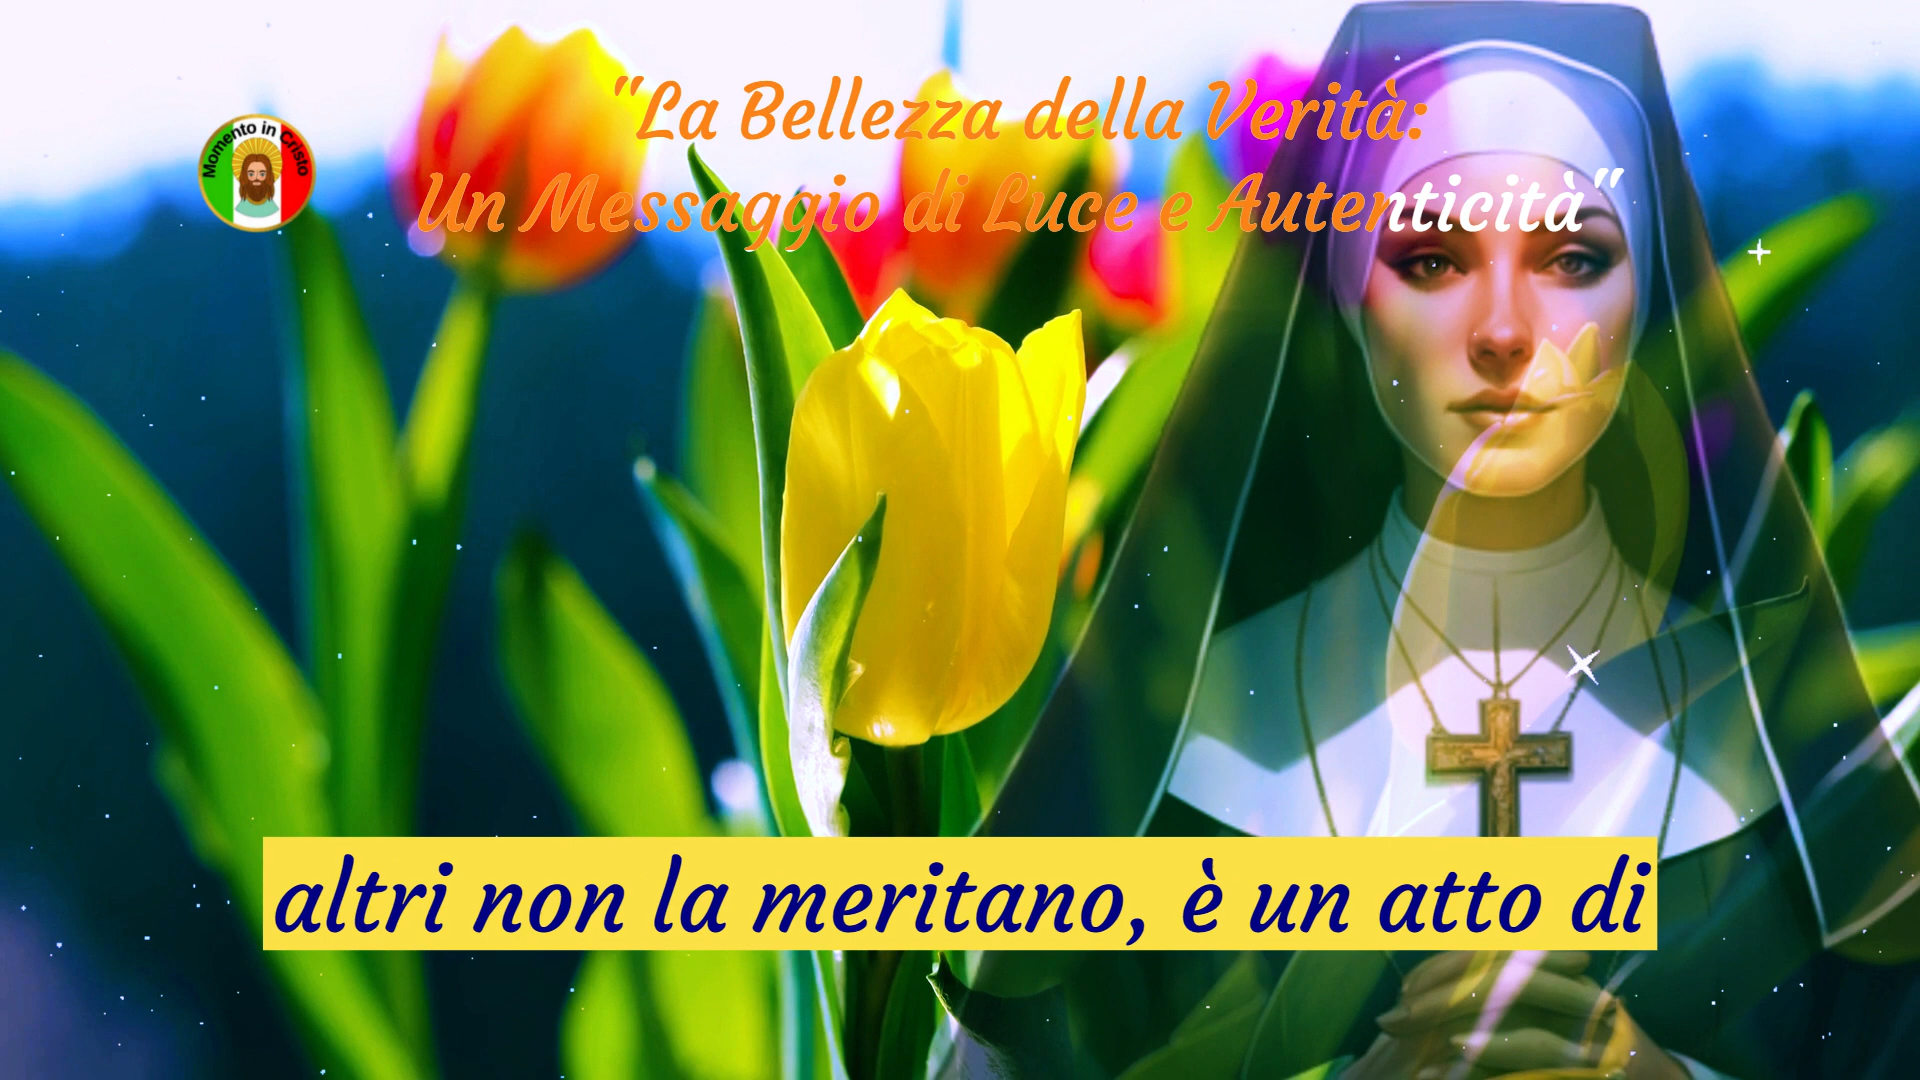 Momento in Cristo
"La Bellezza della Verità:
Un Messaggio di Luce e Autenticità"
altri non la meritano, è un atto di